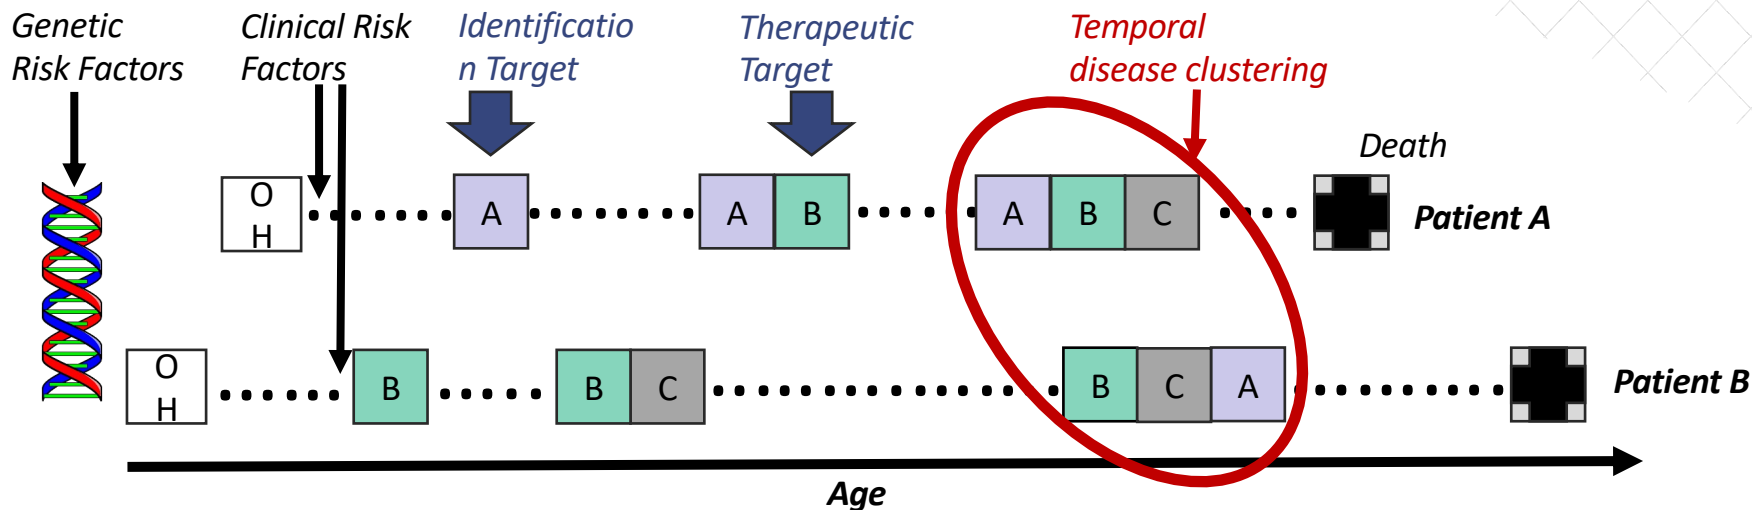 Genetic
Risk Factors
Clinical Risk
Factors
Identificatio
n Target
Therapeutic
Target
Temporal
disease clustering
Death
O
H
A
A B
A B C
Patient A
O
H
B
B C
B C A
Patient B
Age